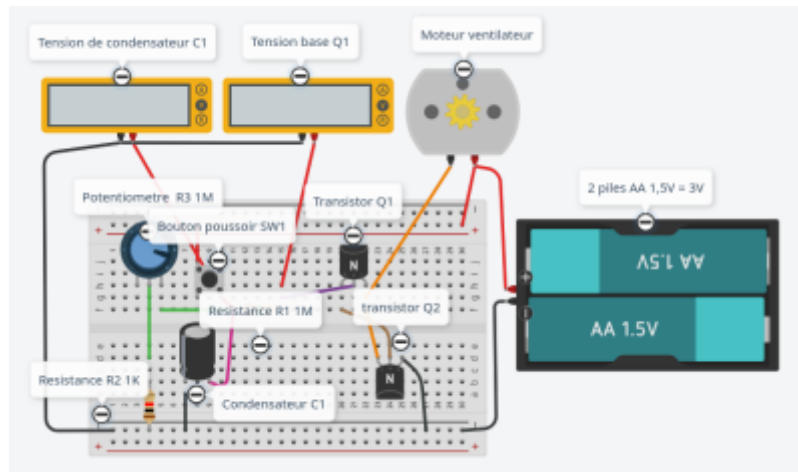 Tension de condensateur C1
Tension base Q1
Moteur ventilateur
Potentiometre R3 1M
Bouton poussoir SW1
Transistor Q1
2 piles AA 1,5V = 3V
N
AA 1.5V
Resistance R1 1M
transistor Q2
AA 1.5V
N
Resistance R2 1K
Condensateur C1